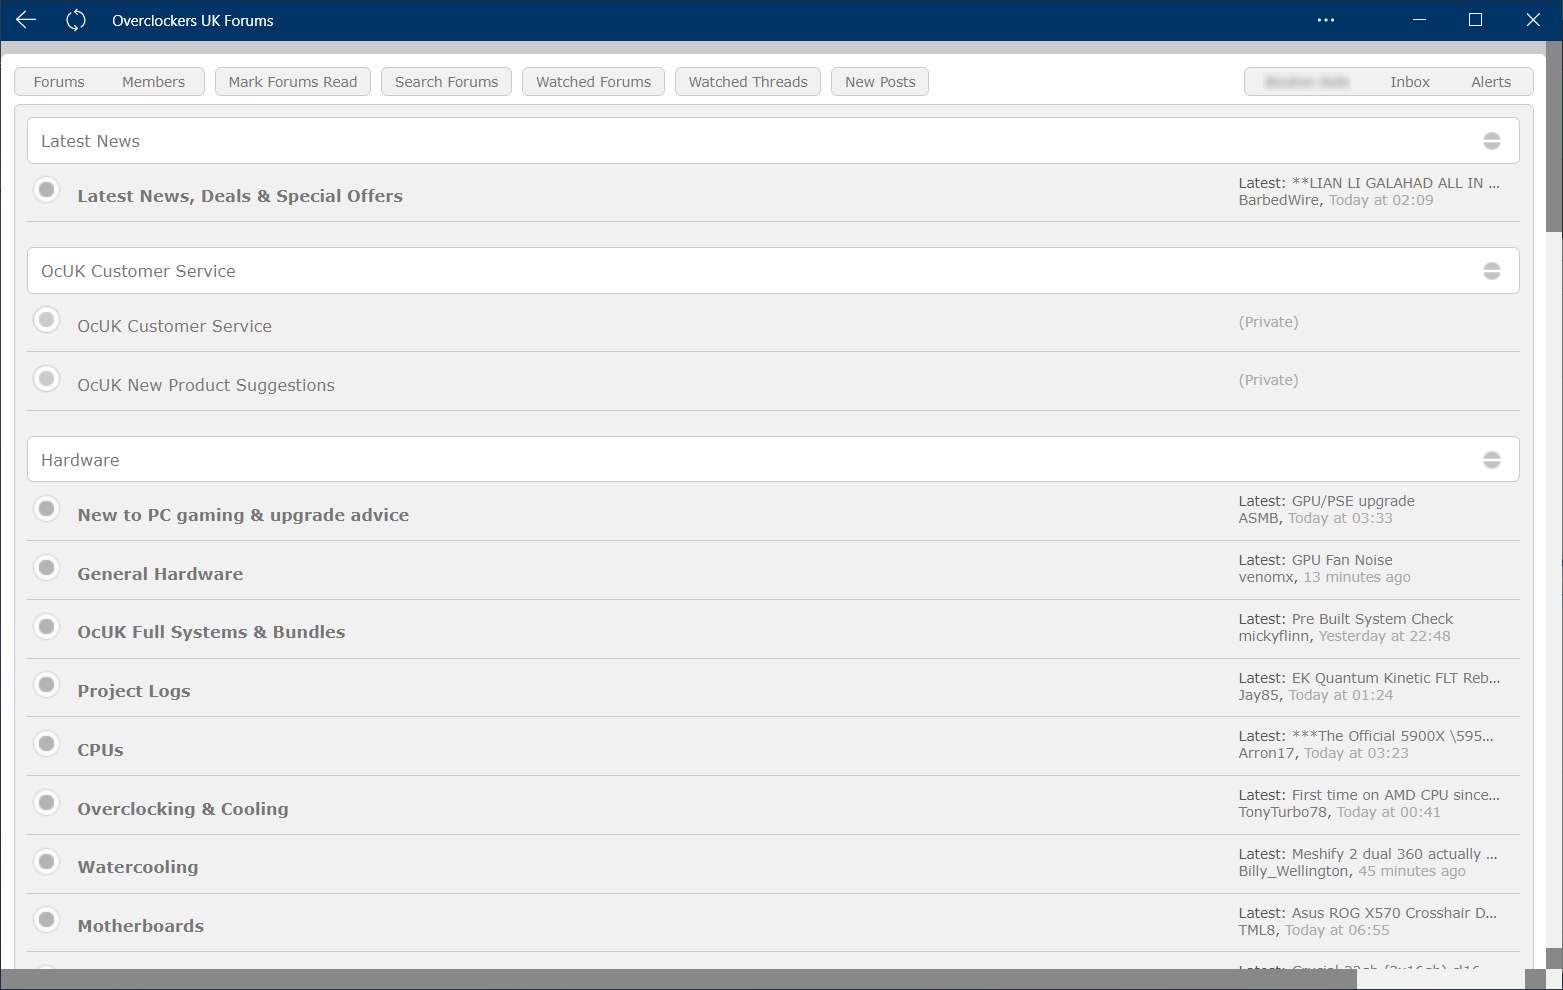 Overclockers UK Forums
Forums Members Mark Forums Read Search Forums Watched Forums Watched Threads New Posts Inbox Alerts
Latest News
Latest News, Deals & Special Offers
Latest: **LIAN LI GALAHAD ALL IN ...
BarbedWire, Today at 02:09
OcUK Customer Service
OcUK Customer Service
(Private)
OcUK New Product Suggestions
(Private)
Hardware
New to PC gaming & upgrade advice
Latest: GPU/PSE upgrade
ASMB, Today at 03:33
General Hardware
Latest: GPU Fan Noise
venomx, 13 minutes ago
OcUK Full Systems & Bundles
Latest: Pre Built System Check
mickyflinn, Yesterday at 22:48
Project Logs
Latest: EK Quantum Kinetic FLT Reb...
Jay85, Today at 01:24
CPUs
Latest: ***The Official 5900X \595...
Arron17, Today at 03:23
Overclocking & Cooling
Latest: First time on AMD CPU since...
TonyTurbo78, Today at 00:41
Watercooling
Latest: Meshify 2 dual 360 actually ...
Billy_Wellington, 45 minutes ago
Motherboards
Latest: Asus ROG X570 Crosshair D...
TML8, Today at 06:55